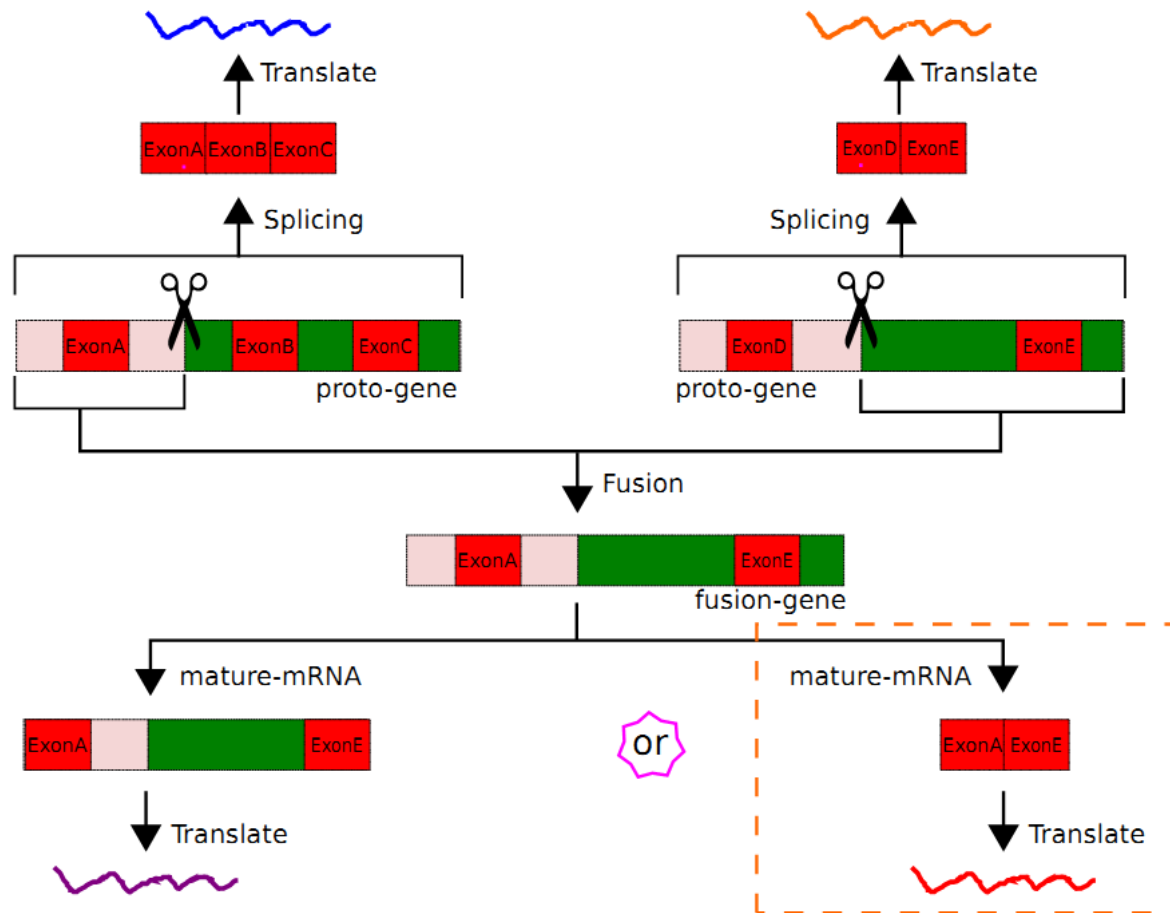 Translate
Translate
ExonA ExonB ExonC
ExonD ExonE
Splicing
Splicing
ExonA ExonB ExonC
ExonD ExonE
proto-gene
proto-gene
Fusion
ExonA ExonE
fusion-gene
mature-mRNA
mature-mRNA
ExonA ExonE
or
ExonA ExonE
Translate
Translate